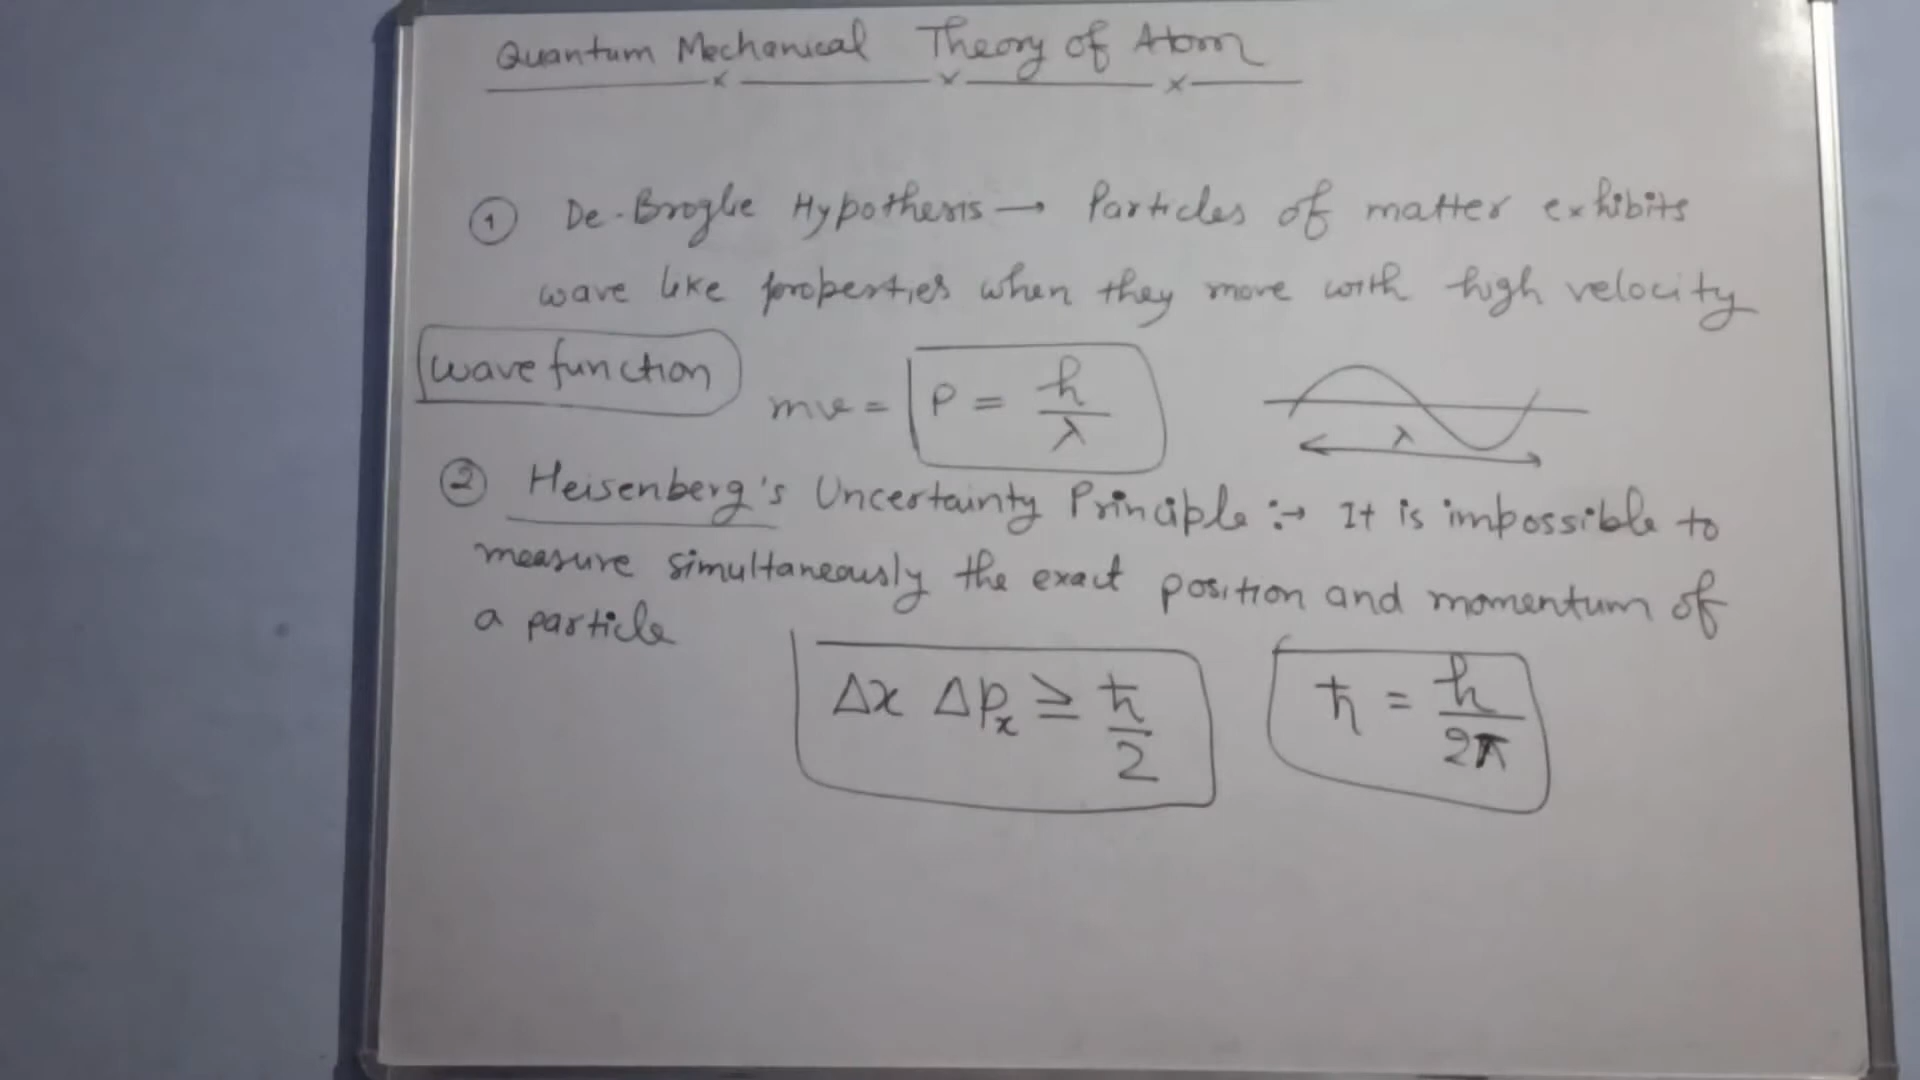 Quantum Mechanical Theory of Atom
① De-Broglie Hypothesis → Particles of matter exhibits
wave like properties when they move with high velocity
wave function
mv = P = h/λ
λ
② Heisenberg's Uncertainty Principle :→ It is impossible to
measure simultaneously the exact position and momentum of
a particle
Δx Δpₓ ≥ ħ/2
ħ = h/2π